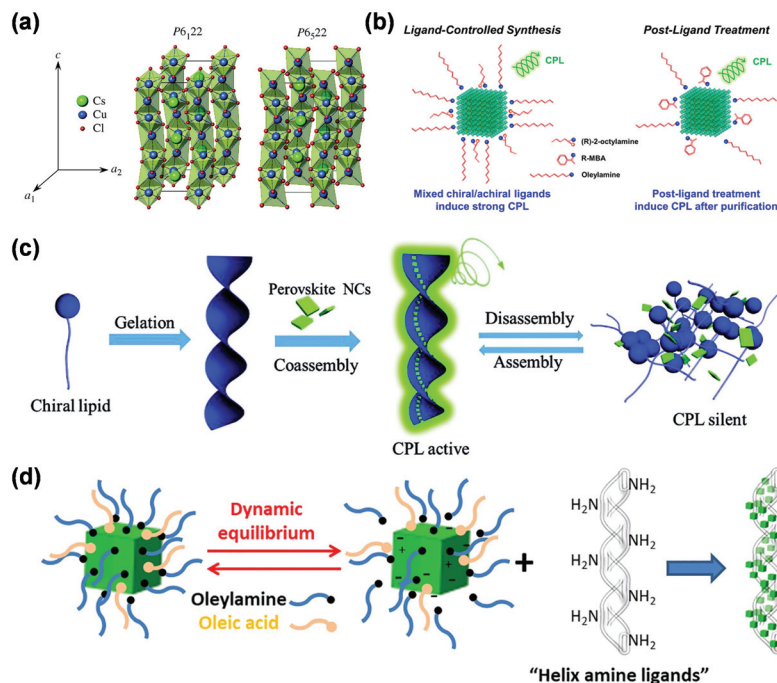 (a)
P6₁22
P6₅22
c
a₁
a₂
Cs
Cu
Cl
(b)
Ligand-Controlled Synthesis
CPL
(R)-2-octylamine
R-MBA
Oleylamine
Mixed chiral/achiral ligands
induce strong CPL
Post-Ligand Treatment
CPL
Post-ligand treatment
induce CPL after purification
(c)
Chiral lipid
Gelation
Perovskite NCs
Coassembly
CPL active
Disassembly
Assembly
CPL silent
(d)
Dynamic
equilibrium
Oleylamine
Oleic acid
+
+
-
-
-
-
-
+
+
NH₂
H₂N
NH₂
H₂N
NH₂
H₂N
NH₂
"Helix amine ligands"